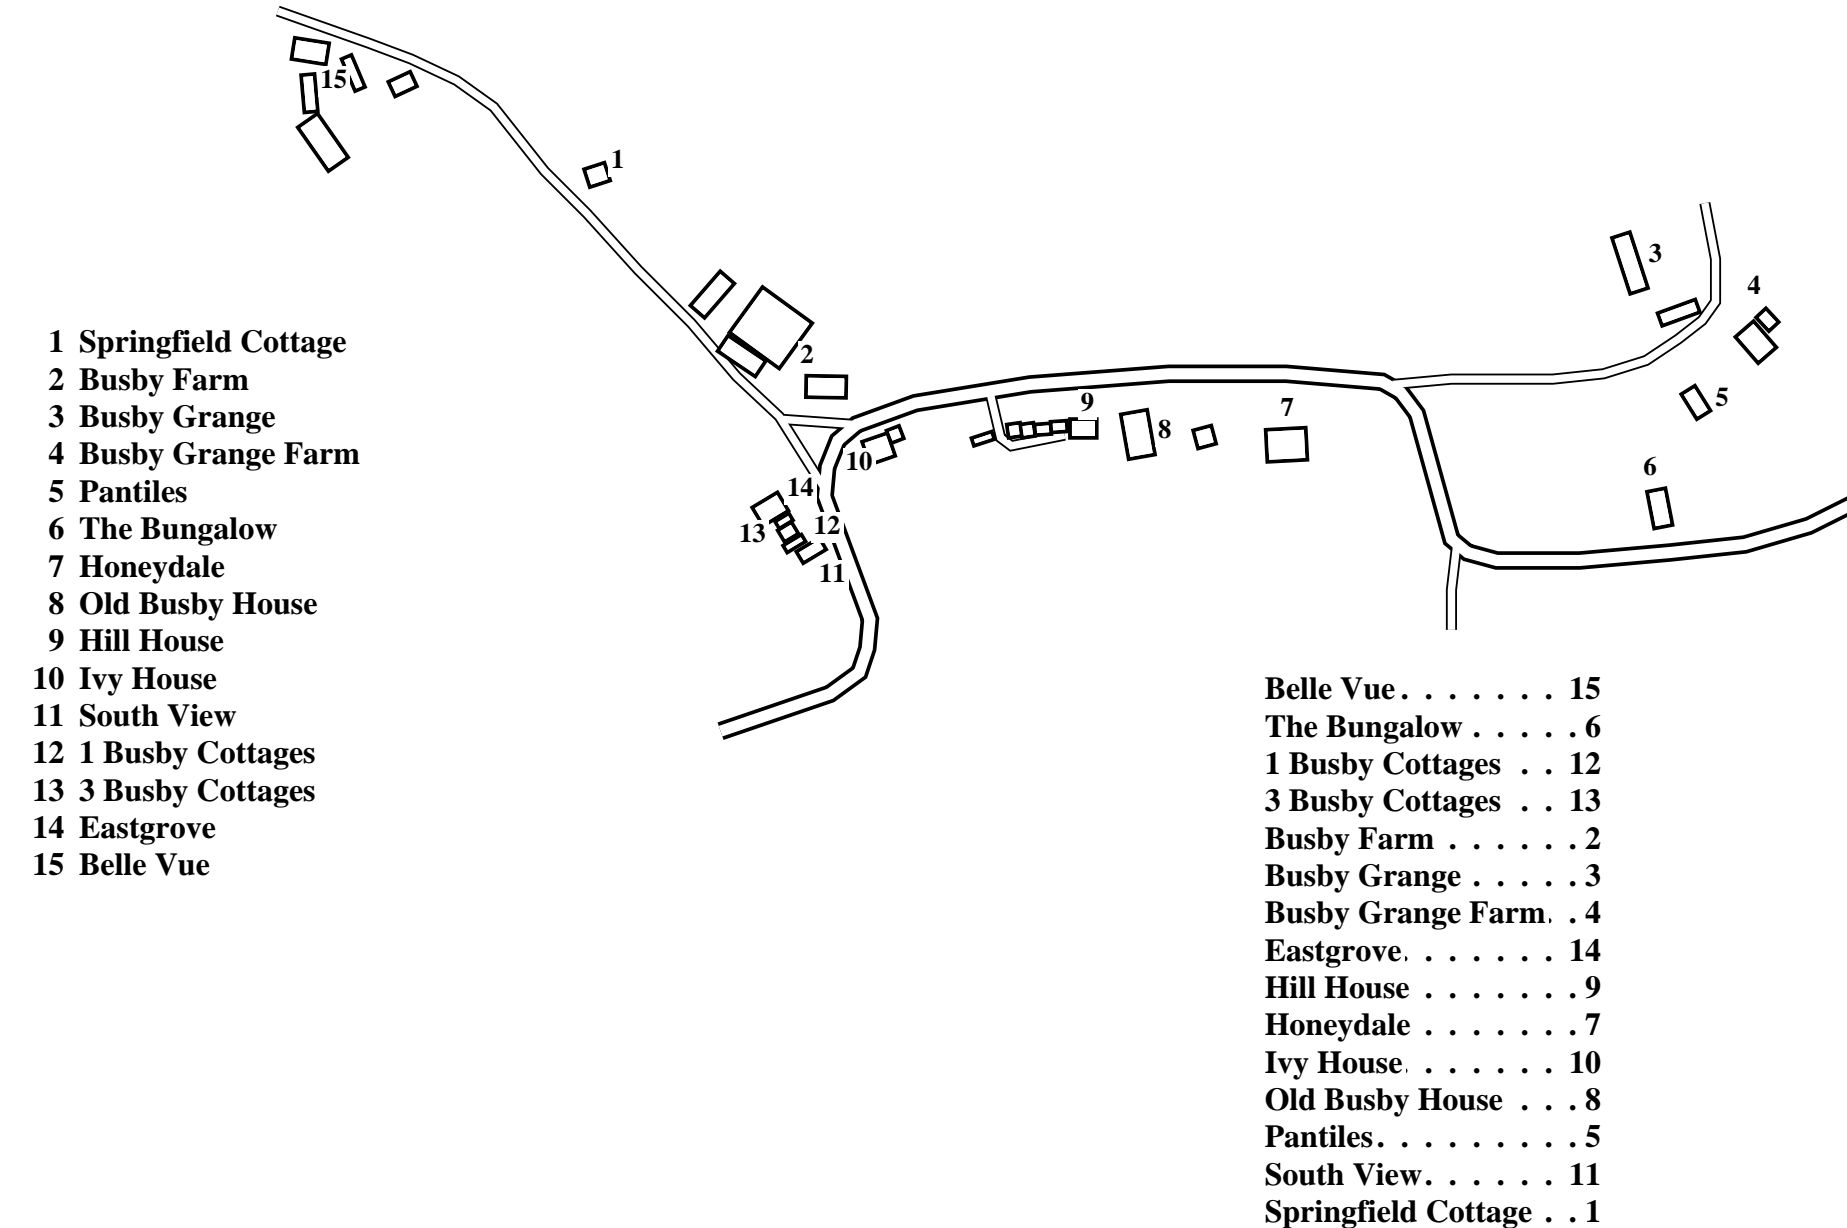 15
1
3
4
2
9
7
8
5
10
6
14
12
13
11
1 Springfield Cottage
2 Busby Farm
3 Busby Grange
4 Busby Grange Farm
5 Pantiles
6 The Bungalow
7 Honeydale
8 Old Busby House
9 Hill House
10 Ivy House
11 South View
12 1 Busby Cottages
13 3 Busby Cottages
14 Eastgrove
15 Belle Vue
Belle Vue . . . . . . . 15
The Bungalow . . . . . 6
1 Busby Cottages . . 12
3 Busby Cottages . . 13
Busby Farm . . . . . . 2
Busby Grange . . . . . 3
Busby Grange Farm . . 4
Eastgrove . . . . . . . 14
Hill House . . . . . . . 9
Honeydale . . . . . . . 7
Ivy House . . . . . . . 10
Old Busby House . . . 8
Pantiles . . . . . . . . . 5
South View . . . . . . 11
Springfield Cottage . . 1